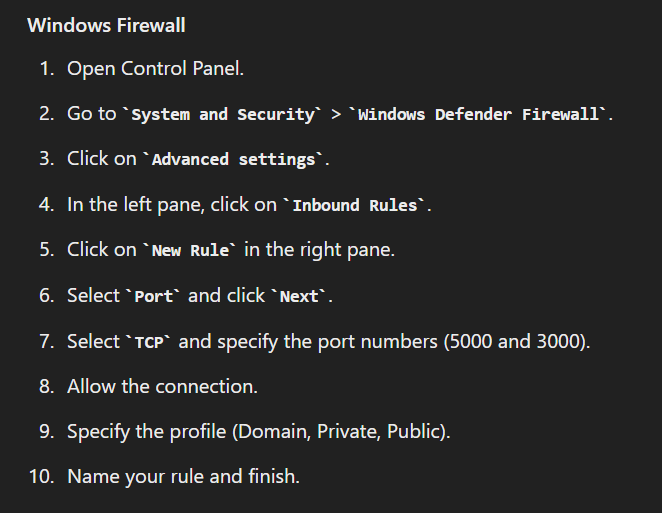 Windows Firewall
1. Open Control Panel.
2. Go to `System and Security` > `Windows Defender Firewall`.
3. Click on `Advanced settings`.
4. In the left pane, click on `Inbound Rules`.
5. Click on `New Rule` in the right pane.
6. Select `Port` and click `Next`.
7. Select `TCP` and specify the port numbers (5000 and 3000).
8. Allow the connection.
9. Specify the profile (Domain, Private, Public).
10. Name your rule and finish.